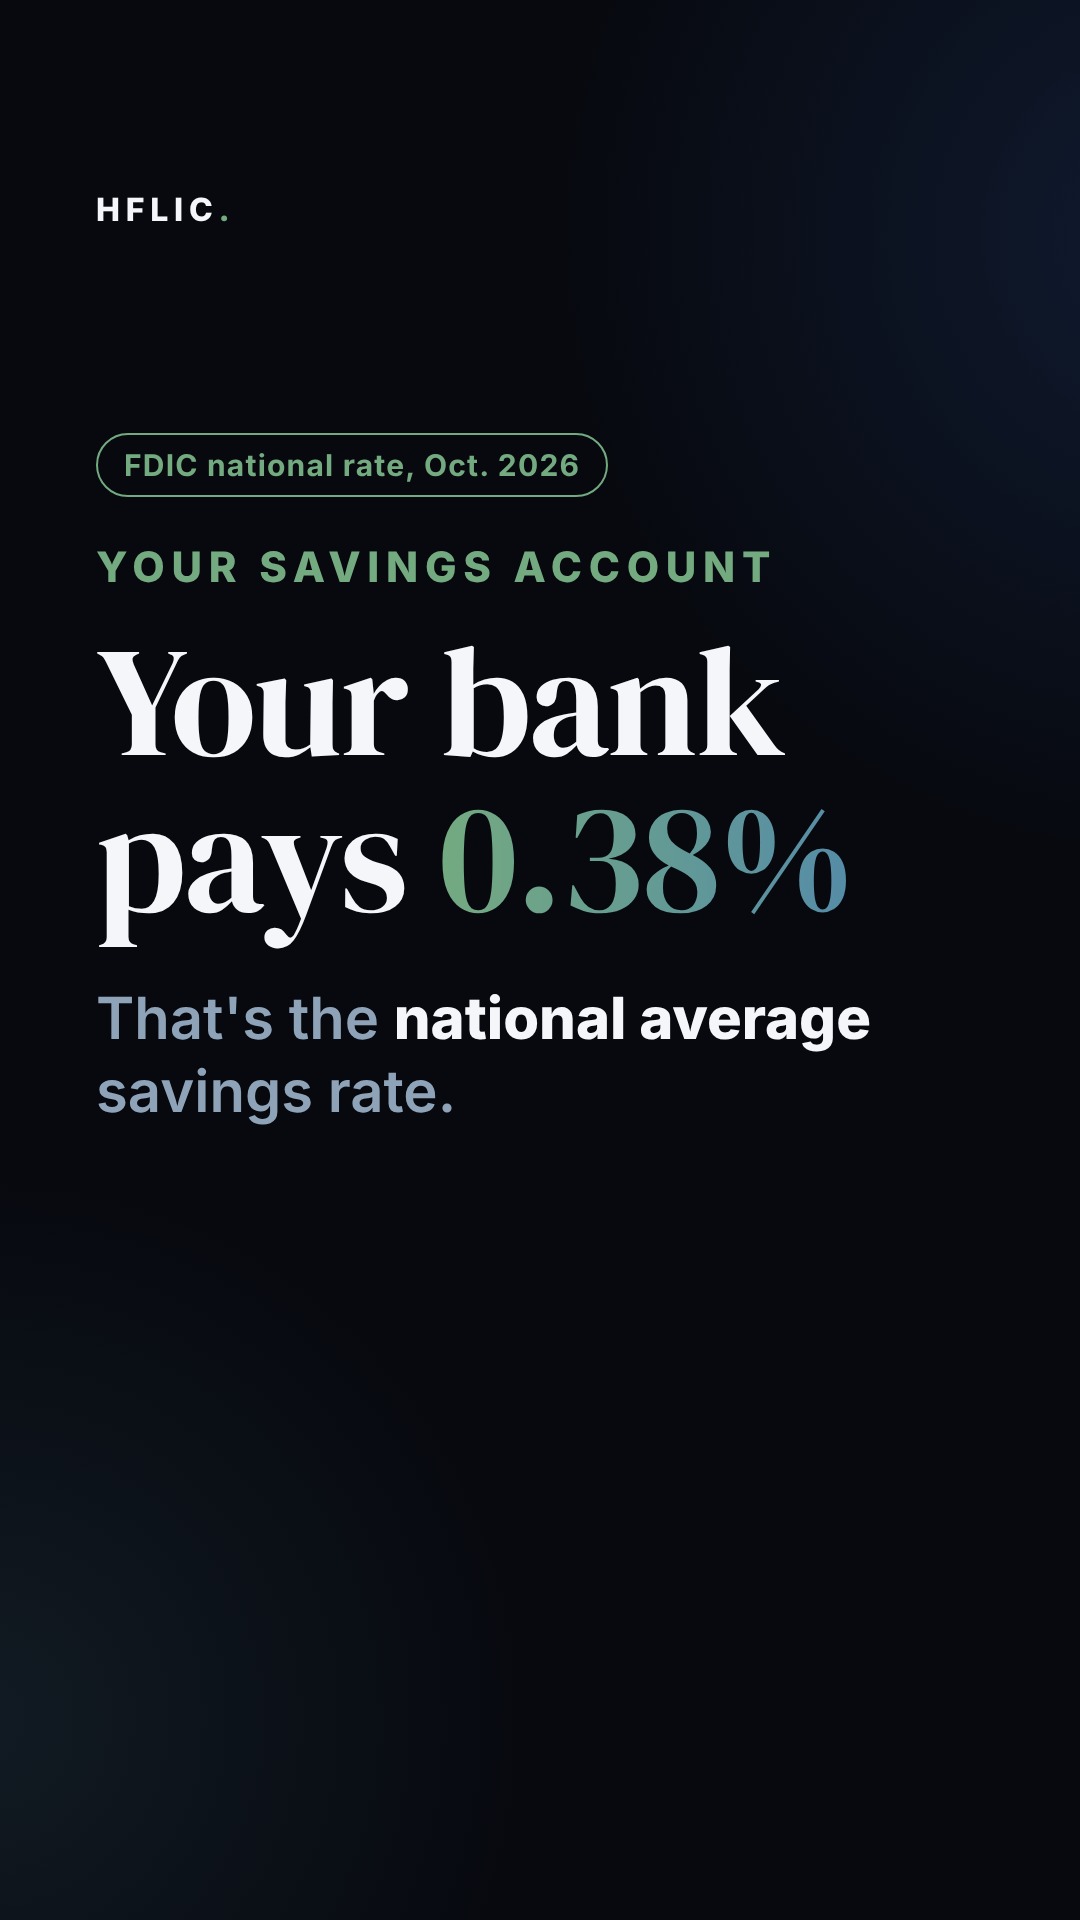 HFLIC.
FDIC national rate, Oct. 2026
YOUR SAVINGS ACCOUNT
Your bank
pays 0.38%
That's the national average
savings rate.